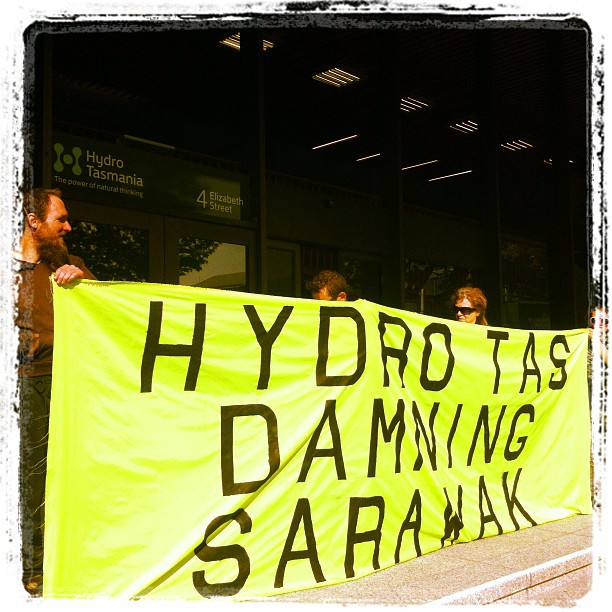 Hydro
Tasmania
The power of natural thinking
4 Elizabeth
Street
HYDRO TAS
DAMNING
SARAWAK